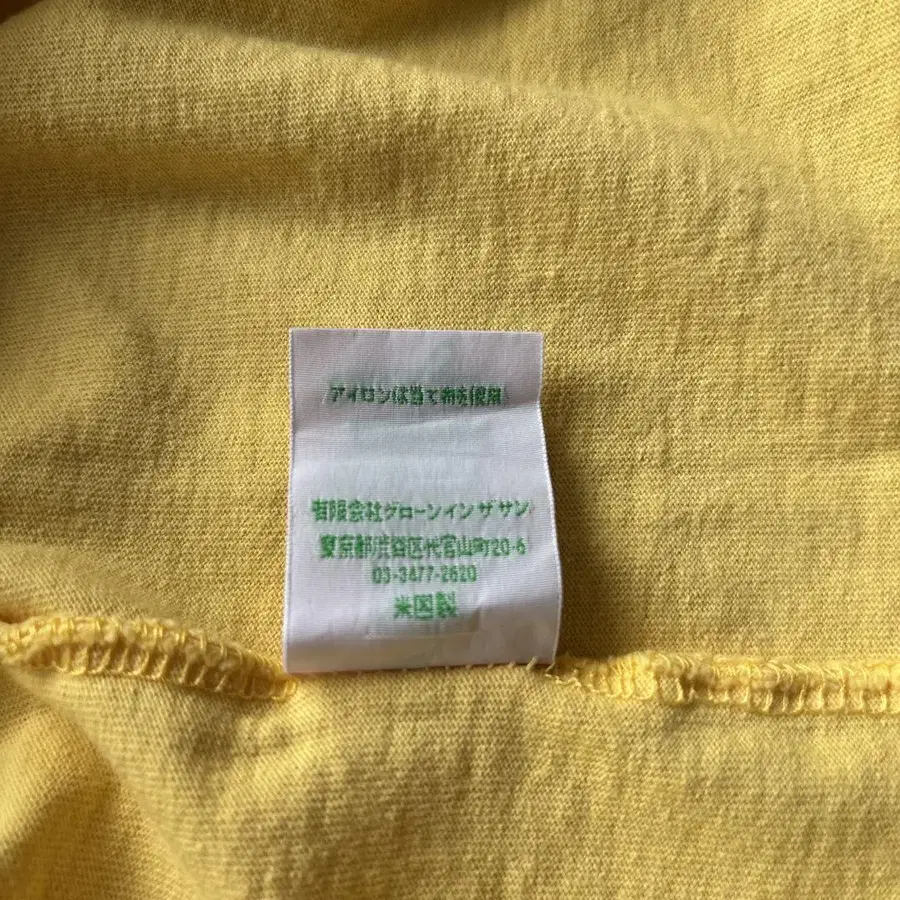 アイロンは当て布を使用
有限会社グローンインザサン
東京都渋谷区代官山町20-6
03-3477-2620
米国製